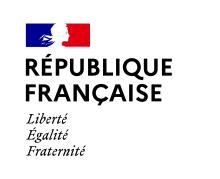 RÉPUBLIQUE
FRANÇAISE
Liberté
Égalité
Fraternité